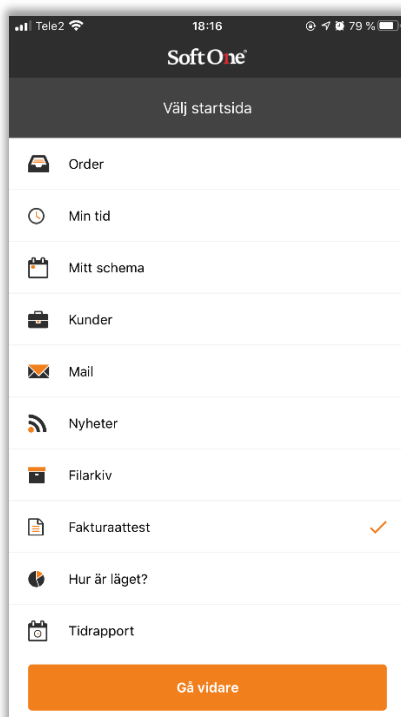 Tele2 18:16 79 %
SoftOne
Välj startsida
Order
Min tid
Mitt schema
Kunder
Mail
Nyheter
Filarkiv
Fakturaattest
Hur är läget?
Tidrapport
Gå vidare